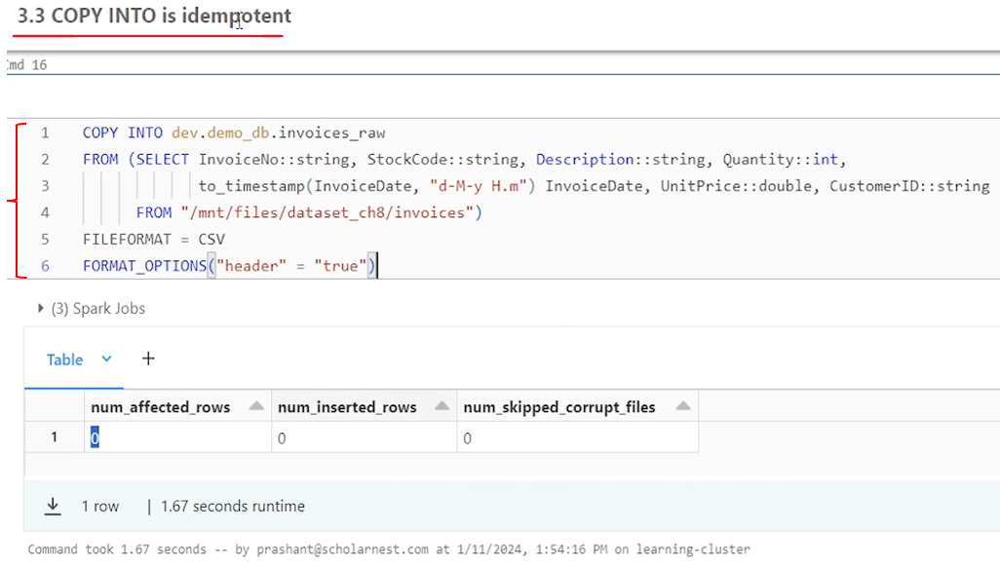 3.3 COPY INTO is idempotent
Cmd 16
1 COPY INTO dev.demo_db.invoices_raw
2 FROM (SELECT InvoiceNo::string, StockCode::string, Description::string, Quantity::int,
3 to_timestamp(InvoiceDate, "d-M-y H.m") InvoiceDate, UnitPrice::double, CustomerID::string
4 FROM "/mnt/files/dataset_ch8/invoices")
5 FILEFORMAT = CSV
6 FORMAT_OPTIONS("header" = "true")
(3) Spark Jobs
Table +
num_affected_rows num_inserted_rows num_skipped_corrupt_files
1 0 0 0
1 row | 1.67 seconds runtime
Command took 1.67 seconds -- by prashant@scholarnest.com at 1/11/2024, 1:54:16 PM on learning-cluster